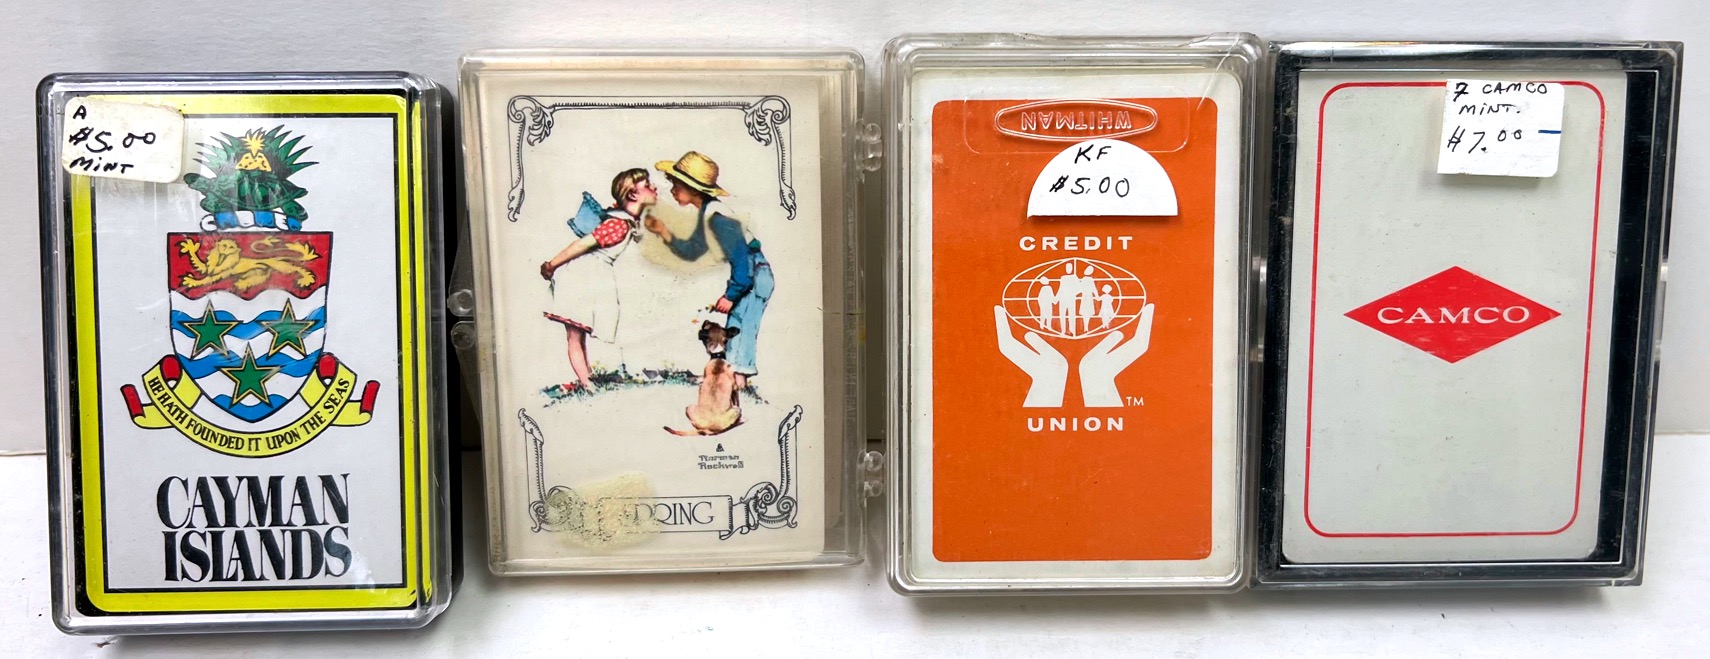 A
$5.00
MINT
HE HATH FOUNDED IT UPON THE SEAS
CAYMAN
ISLANDS
Norman
Rockwell
PRING
WHITMAN
KF
$5.00
CREDIT
TM
UNION
7 CAMCO
MINT.
$7.00
CAMCO